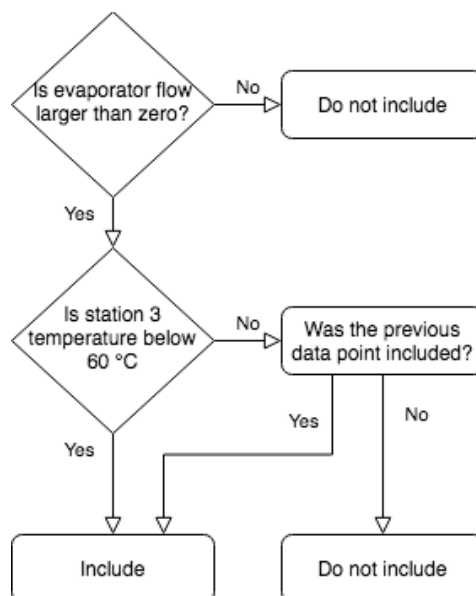 Is evaporator flow
larger than zero?
No
Do not include
Yes
Is station 3
temperature below
60 °C
No
Was the previous
data point included?
Yes
Yes
No
Include
Do not include